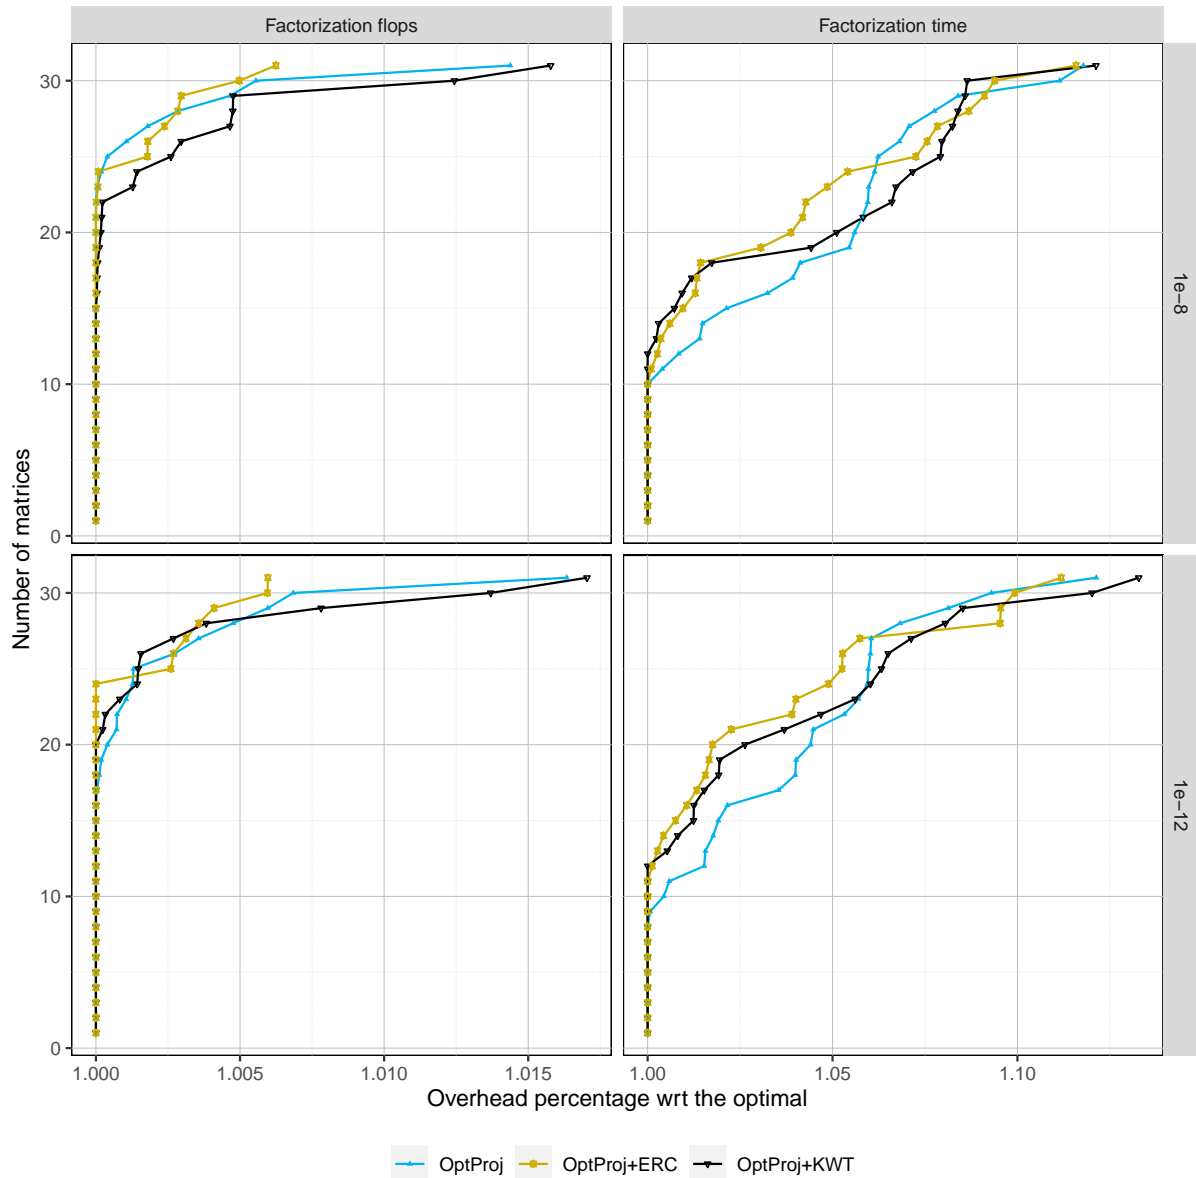 Factorization flops
Factorization time
30
20
10
0
1e−8
30
20
10
0
1e−12
Number of matrices
1.000
1.005
1.010
1.015
1.00
1.05
1.10
Overhead percentage wrt the optimal
OptProj
OptProj+ERC
OptProj+KWT